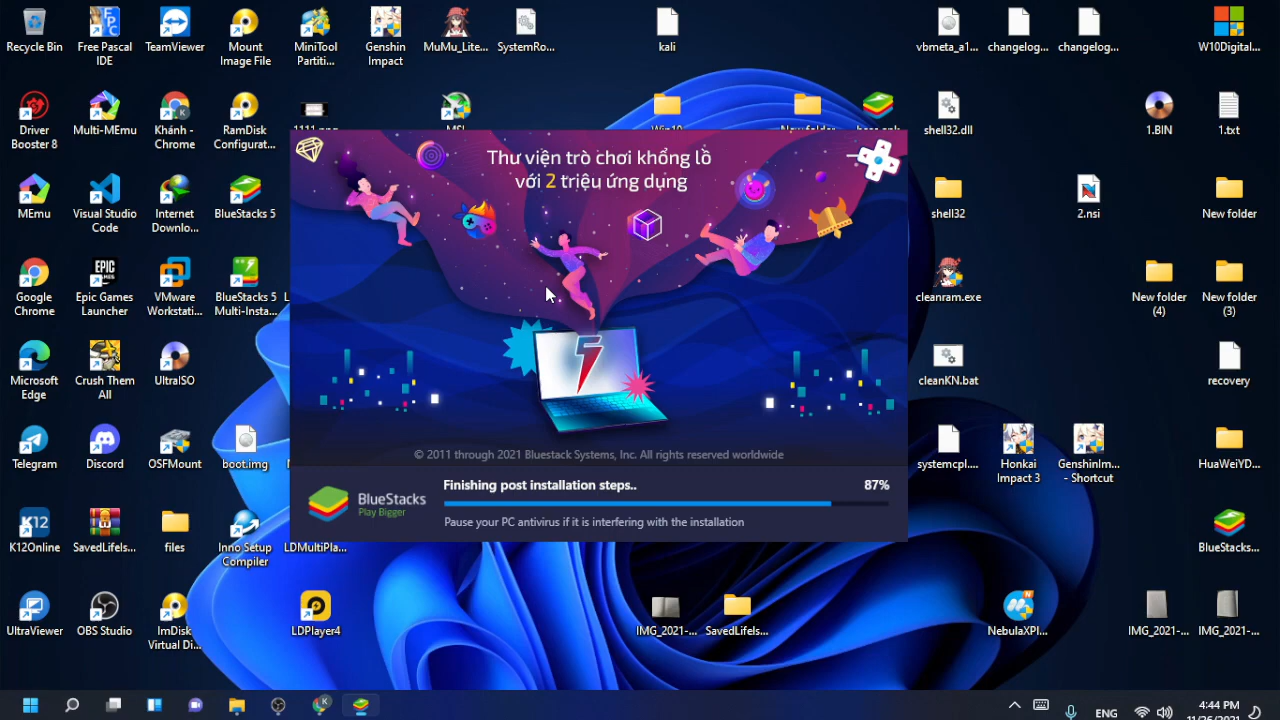 Recycle Bin
Free Pascal
IDE
TeamViewer
Mount
Image File
MiniTool
Partiti...
Genshin
Impact
MuMu_Lite...
SystemRo...
kali
vbmeta_a1...
changelog...
changelog...
W10Digital...
Driver
Booster 8
Multi-MEmu
Khánh -
Chrome
RamDisk
Configurat...
shell32.dll
1.BIN
1.txt
MEmu
Visual Studio
Code
Internet
Downlo...
BlueStacks 5
shell32
2.nsi
New folder
Google
Chrome
Epic Games
Launcher
VMware
Workstati...
BlueStacks 5
Multi-Insta...
cleanram.exe
New folder
(4)
New folder
(3)
Microsoft
Edge
Crush Them
All
UltraISO
cleanKN.bat
recovery
Telegram
Discord
OSFMount
boot.img
systemcpl....
Honkai
Impact 3
GenshinIm...
- Shortcut
HuaWeiYD...
K12
K12Online
SavedLifeIs...
files
Inno Setup
Compiler
LDMultiPla...
BlueStacks...
UltraViewer
OBS Studio
ImDisk
Virtual Di...
LDPlayer4
IMG_2021-...
SavedLifeIs...
NebulaXPl...
IMG_2021-...
IMG_2021-...
Thư viện trò chơi khổng lồ
với 2 triệu ứng dụng
© 2011 through 2021 Bluestack Systems, Inc. All rights reserved worldwide
BlueStacks
Play Bigger
Finishing post installation steps..
87%
Pause your PC antivirus if it is interfering with the installation
ENG
4:44 PM